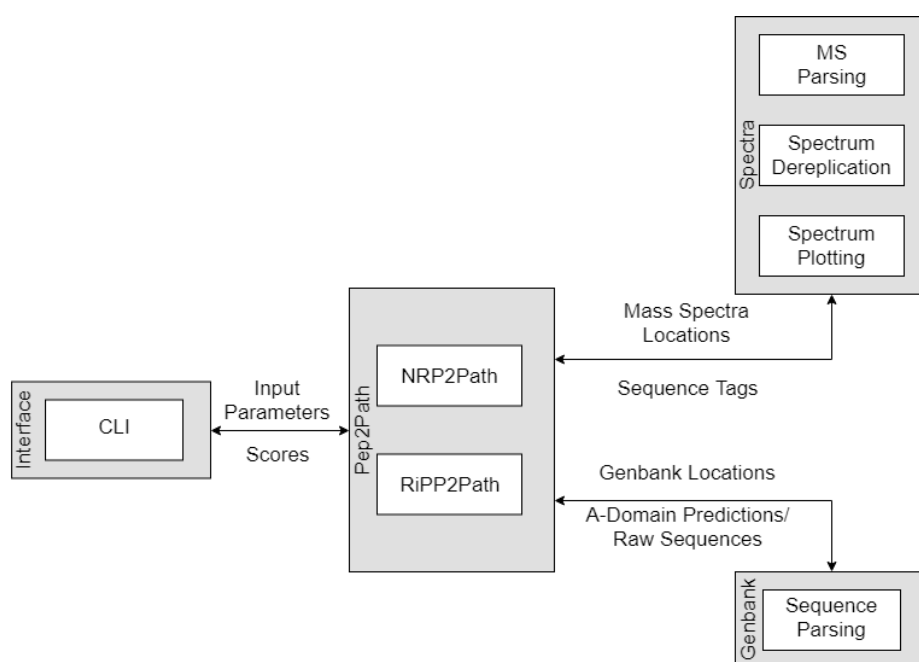 Interface
CLI
Input
Parameters
Scores
Pep2Path
NRP2Path
RiPP2Path
Mass Spectra
Locations
Sequence Tags
Spectra
MS
Parsing
Spectrum
Dereplication
Spectrum
Plotting
Genbank Locations
A-Domain Predictions/
Raw Sequences
Genbank
Sequence
Parsing